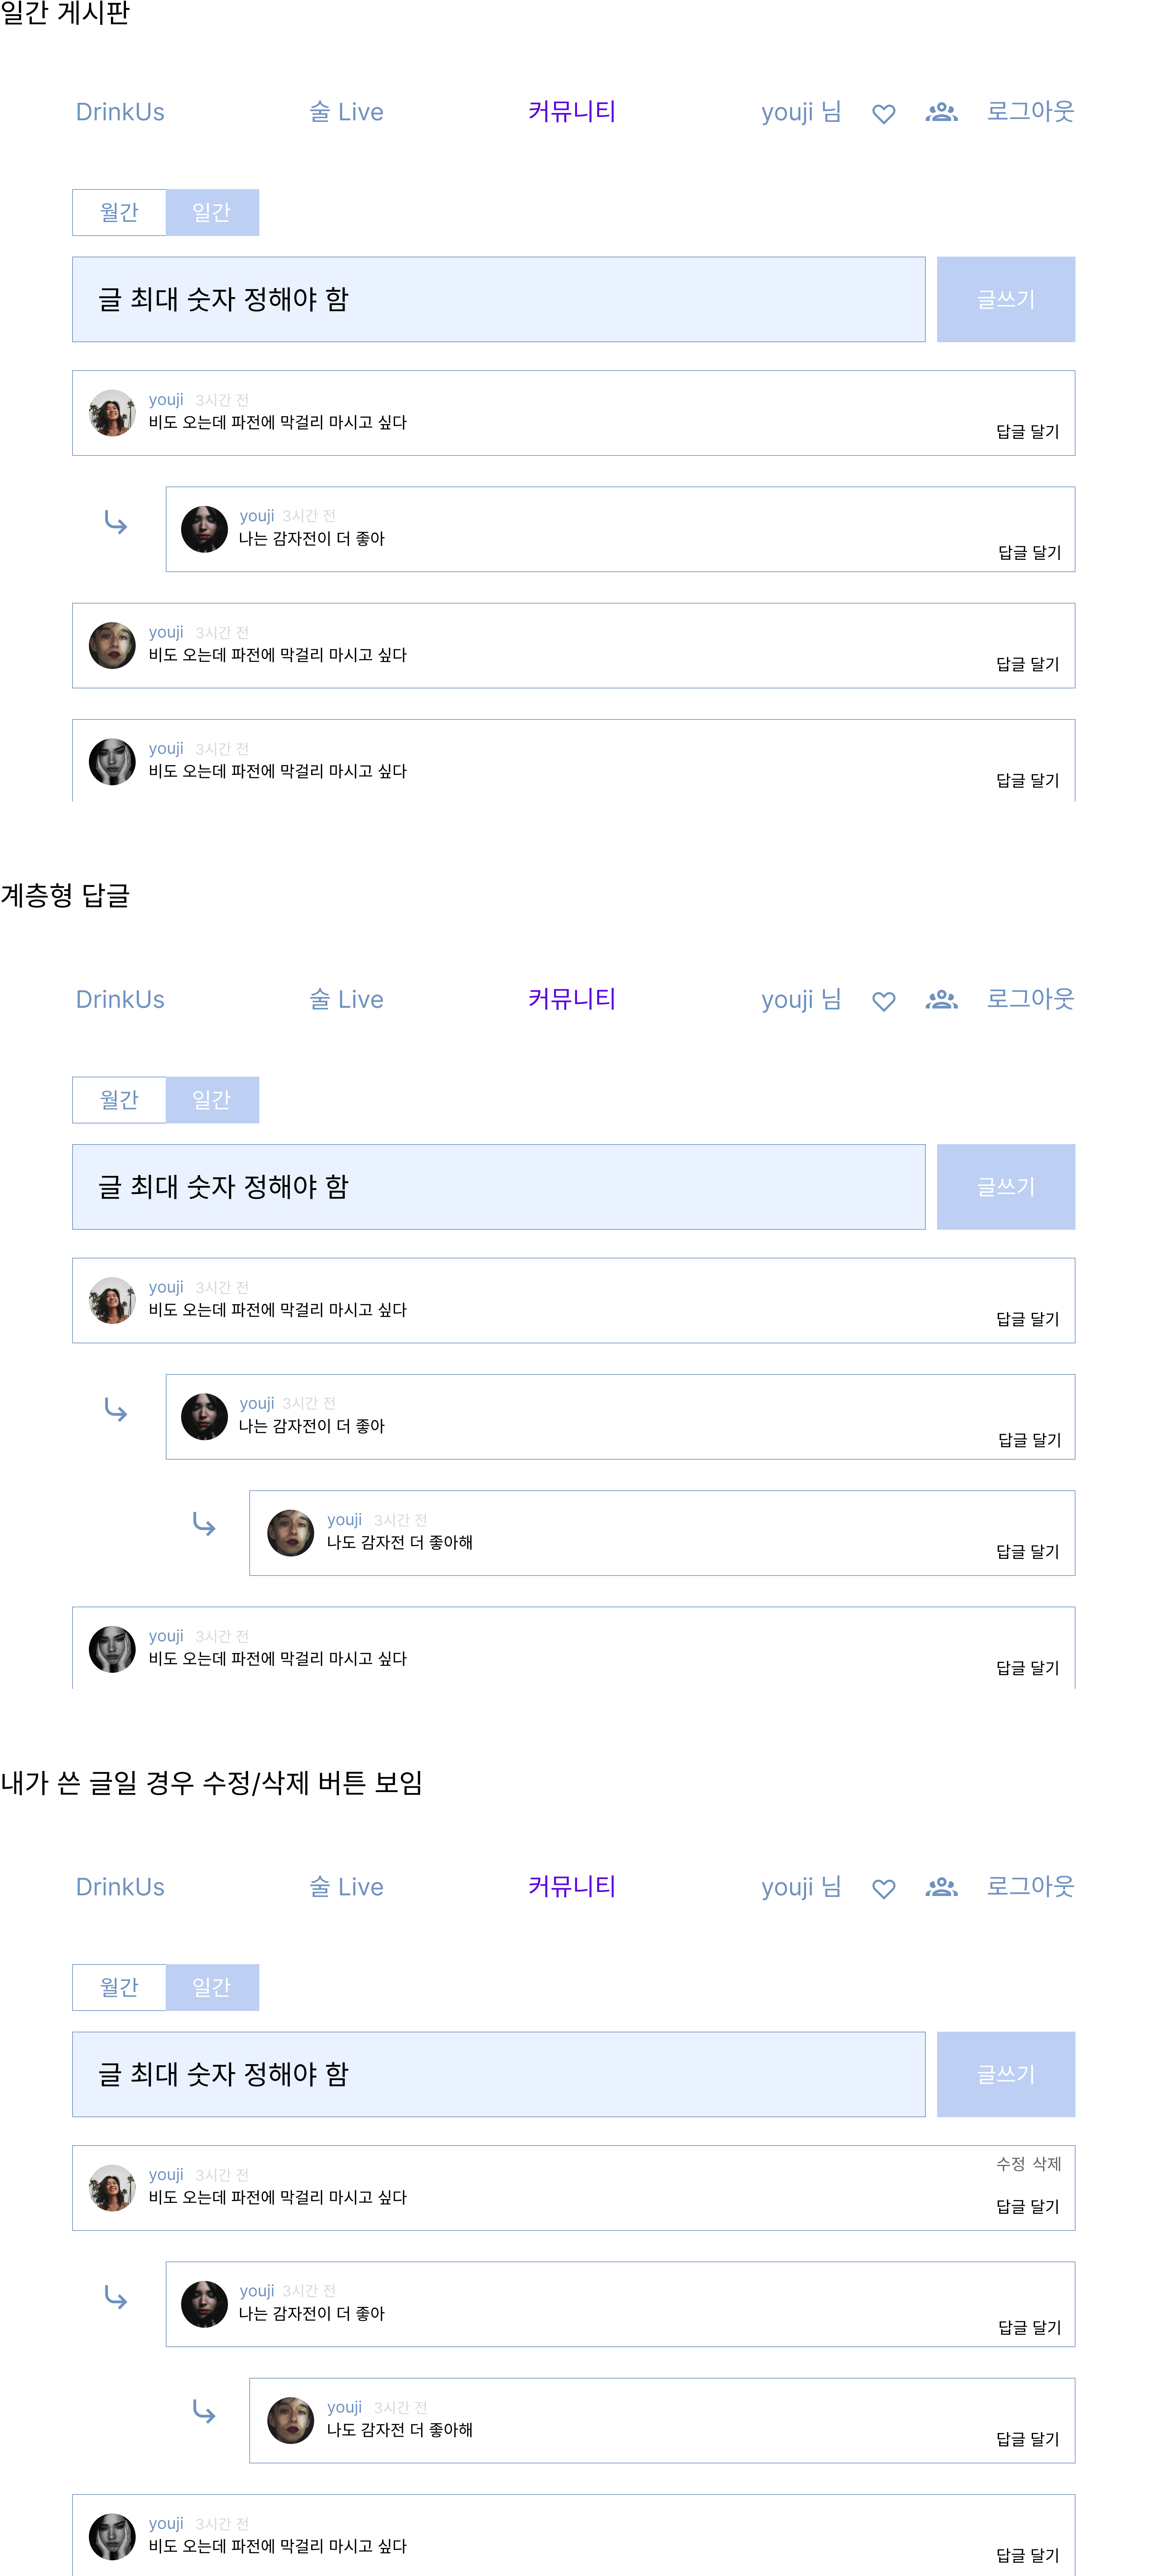 일간 게시판
DrinkUs 술 Live 커뮤니티 youji 님 로그아웃
월간 일간
글 최대 숫자 정해야 함 글쓰기
youji 3시간 전
비도 오는데 파전에 막걸리 마시고 싶다
답글 달기
youji 3시간 전
나는 감자전이 더 좋아
답글 달기
youji 3시간 전
비도 오는데 파전에 막걸리 마시고 싶다
답글 달기
youji 3시간 전
비도 오는데 파전에 막걸리 마시고 싶다
답글 달기
계층형 답글
DrinkUs 술 Live 커뮤니티 youji 님 로그아웃
월간 일간
글 최대 숫자 정해야 함 글쓰기
youji 3시간 전
비도 오는데 파전에 막걸리 마시고 싶다
답글 달기
youji 3시간 전
나는 감자전이 더 좋아
답글 달기
youji 3시간 전
나도 감자전 더 좋아해
답글 달기
youji 3시간 전
비도 오는데 파전에 막걸리 마시고 싶다
답글 달기
내가 쓴 글일 경우 수정/삭제 버튼 보임
DrinkUs 술 Live 커뮤니티 youji 님 로그아웃
월간 일간
글 최대 숫자 정해야 함 글쓰기
수정 삭제
youji 3시간 전
비도 오는데 파전에 막걸리 마시고 싶다
답글 달기
youji 3시간 전
나는 감자전이 더 좋아
답글 달기
youji 3시간 전
나도 감자전 더 좋아해
답글 달기
youji 3시간 전
비도 오는데 파전에 막걸리 마시고 싶다
답글 달기